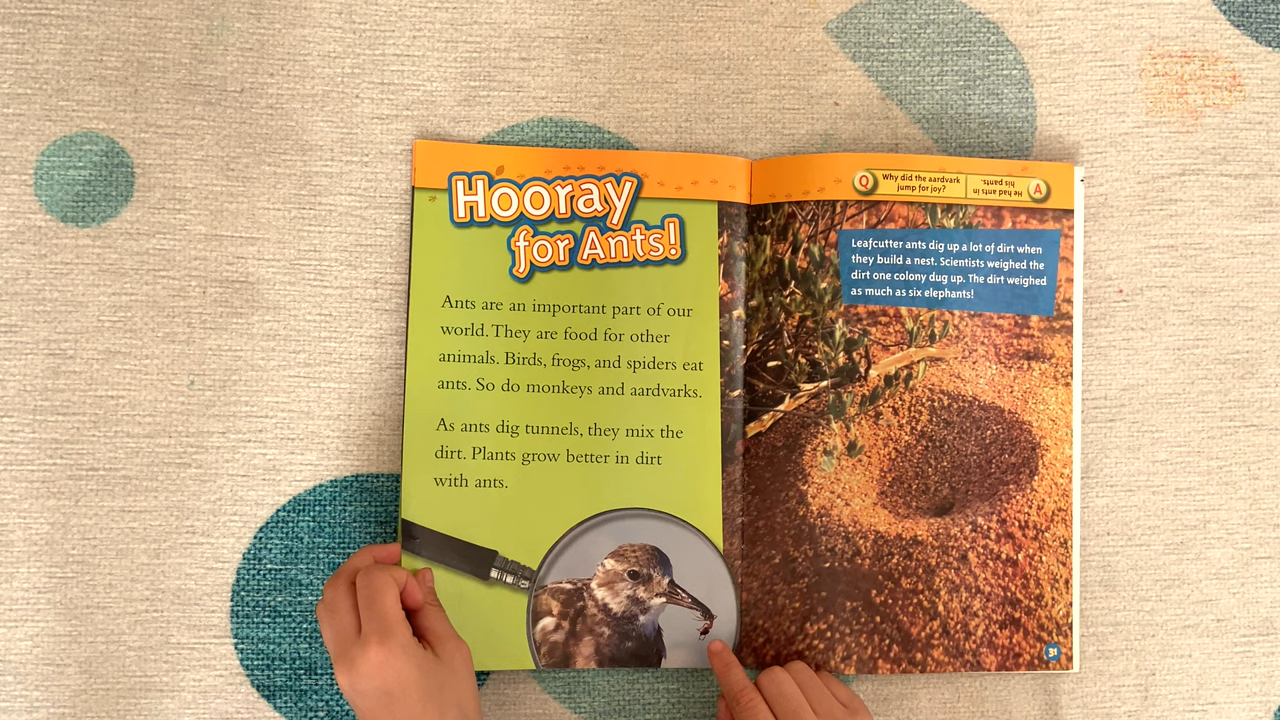 Hooray
for Ants!
Ants are an important part of our
world. They are food for other
animals. Birds, frogs, and spiders eat
ants. So do monkeys and aardvarks.
As ants dig tunnels, they mix the
dirt. Plants grow better in dirt
with ants.
Q
Why did the aardvark
jump for joy?
He had ants in
his pants.
A
Leafcutter ants dig up a lot of dirt when
they build a nest. Scientists weighed the
dirt one colony dug up. The dirt weighed
as much as six elephants!
31